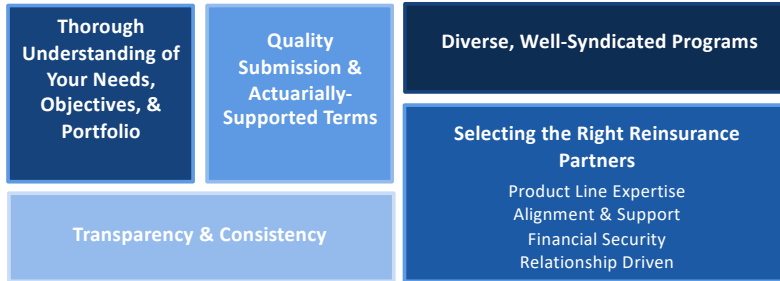 Thorough
Understanding of
Your Needs,
Objectives, &
Portfolio
Quality
Submission &
Actuarially-
Supported Terms
Diverse, Well-Syndicated Programs
Selecting the Right Reinsurance
Partners
Product Line Expertise
Alignment & Support
Financial Security
Relationship Driven
Transparency & Consistency